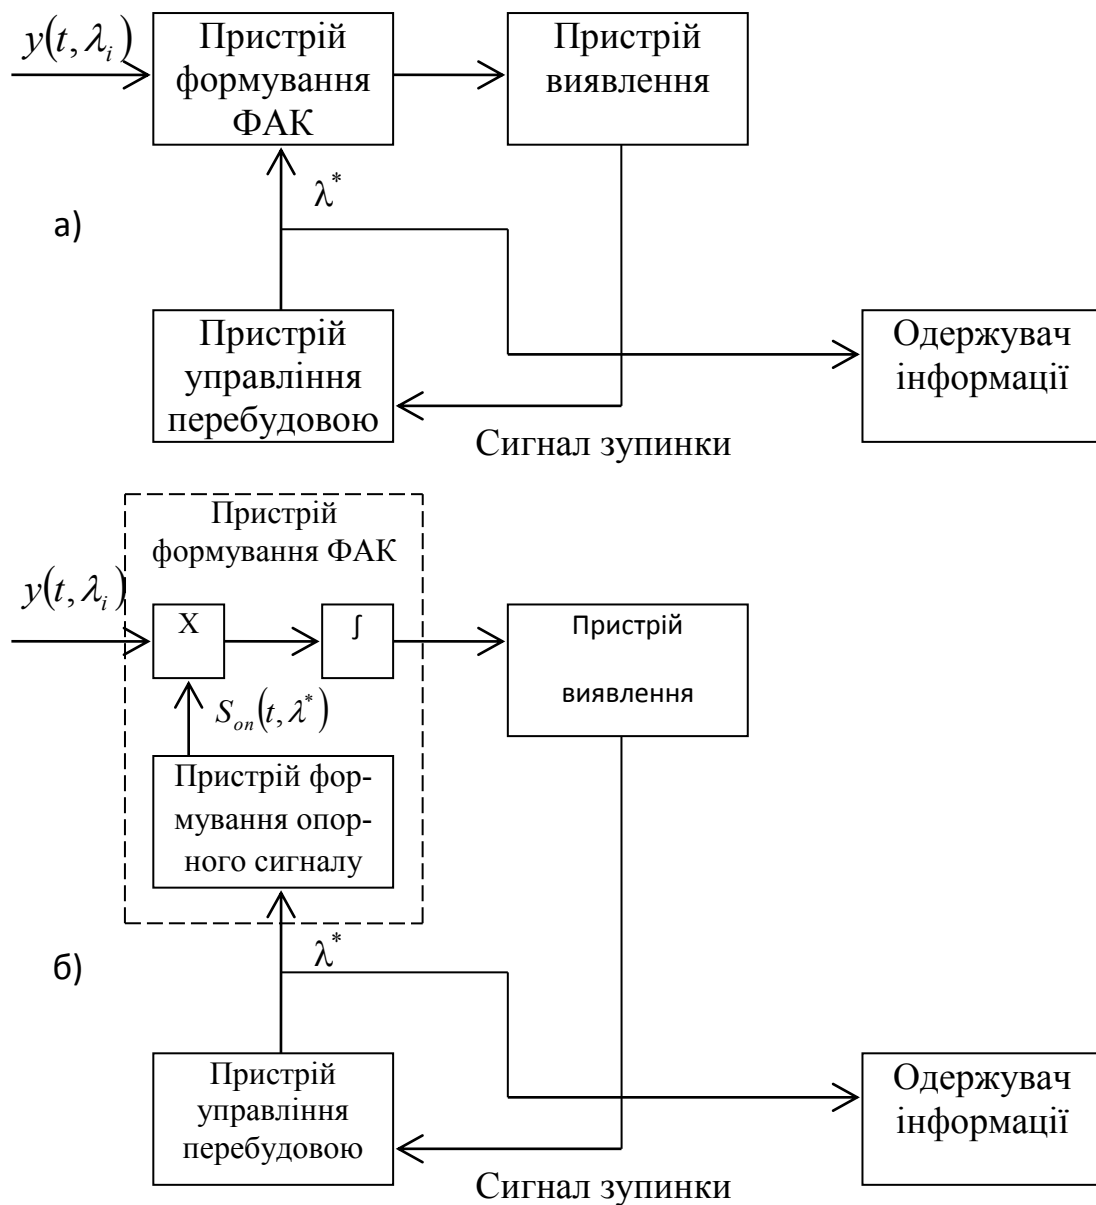 y(t, λᵢ)
Пристрій
формування
ФАК
Пристрій
виявлення
λ*
а)
Пристрій
управління
перебудовою
Одержувач
інформації
Сигнал зупинки
Пристрій
формування ФАК
y(t, λᵢ)
X
∫
Пристрій
виявлення
Sоп(t, λ*)
Пристрій фор-
мування опор-
ного сигналу
λ*
б)
Пристрій
управління
перебудовою
Одержувач
інформації
Сигнал зупинки